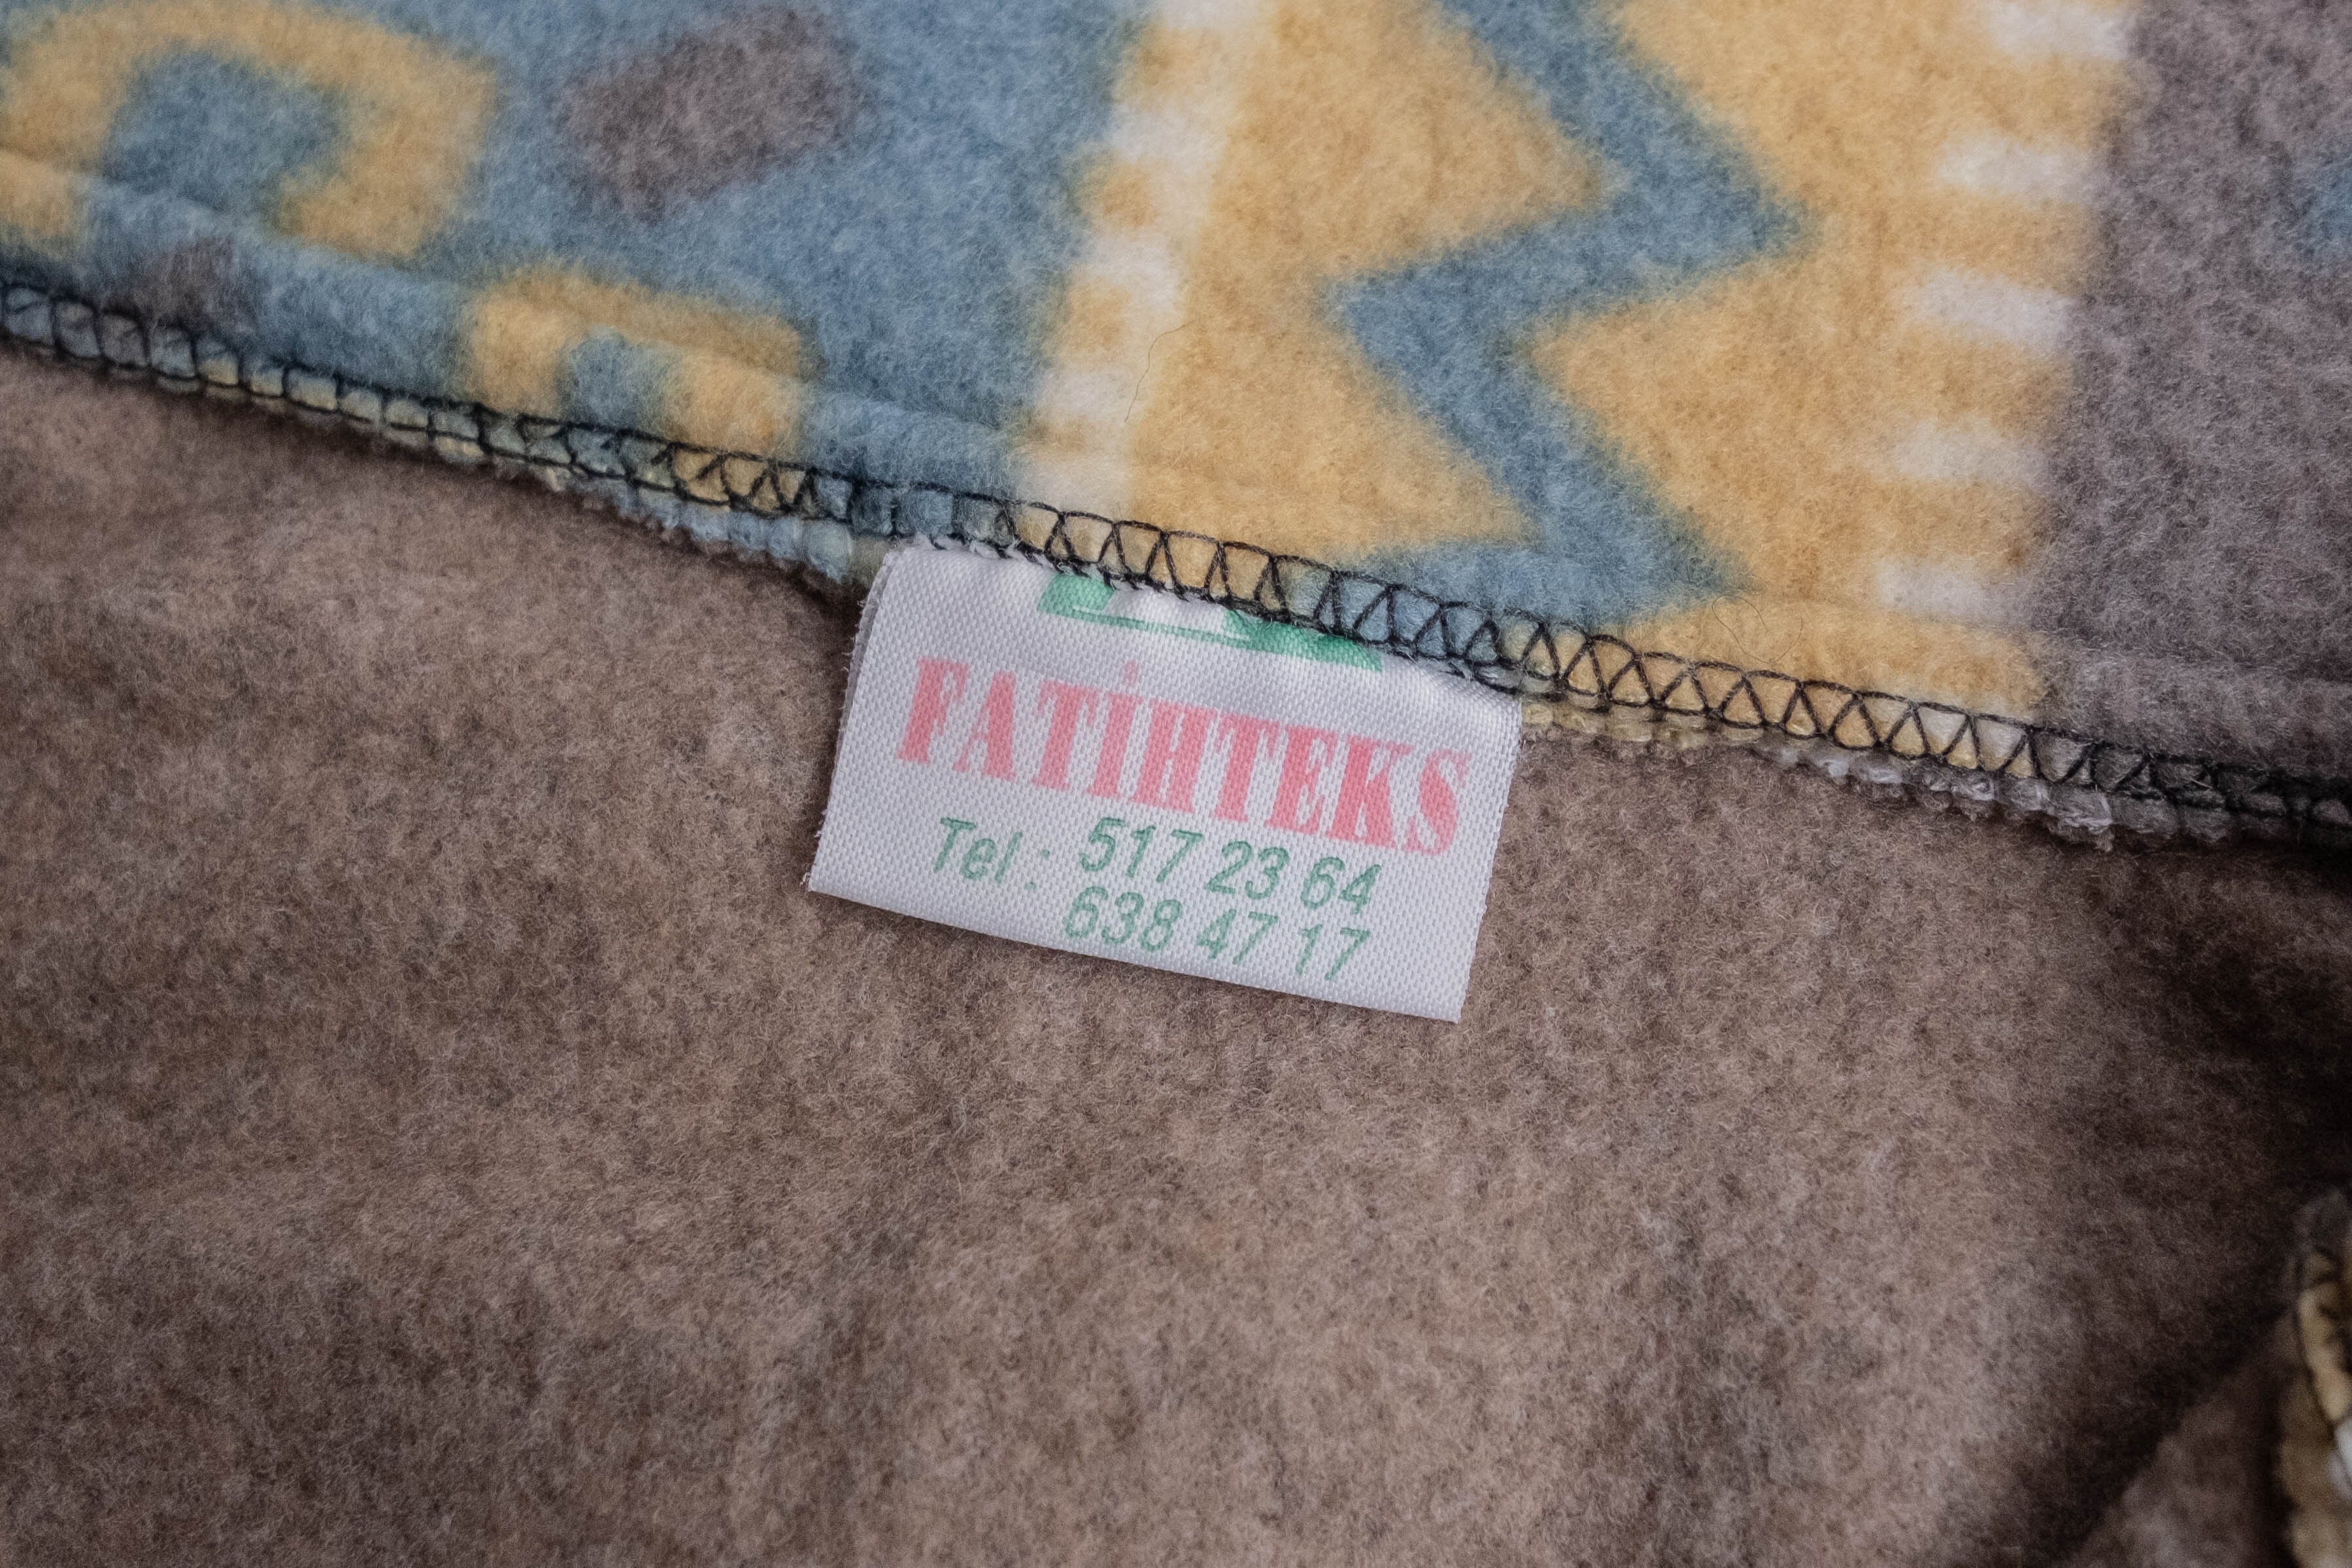 FATİHTEKS
Tel : 517 23 64
638 47 17